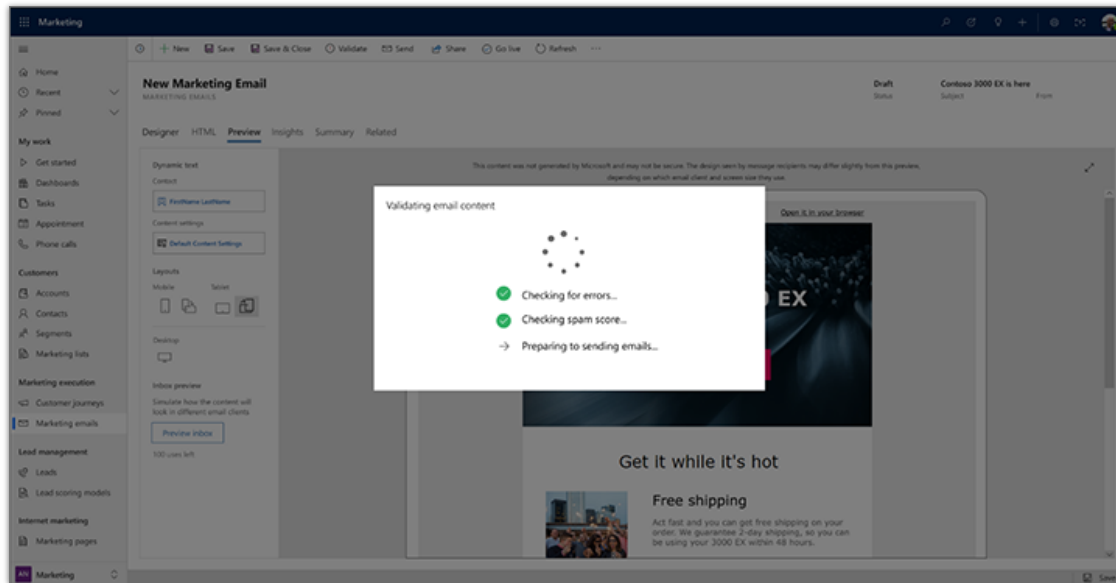 Marketing
+ New Save Save & Close Validate Send Share Go live Refresh ...
Home
Recent
Pinned
My work
Get started
Dashboards
Tasks
Appointment
Phone calls
Customers
Accounts
Contacts
Segments
Marketing lists
Marketing execution
Customer journeys
Marketing emails
Lead management
Leads
Lead scoring models
Internet marketing
Marketing pages
AN Marketing
New Marketing Email
MARKETING EMAILS
Draft
Status
Contoso 3000 EX is here
Subject
From
Designer HTML Preview Insights Summary Related
Dynamic text
Contact
FirstName LastName
Content settings
Default Content Settings
Layouts
Mobile Tablet
Desktop
Inbox preview
Simulate how the content will
look in different email clients
Preview inbox
100 uses left
This content was not generated by Microsoft and may not be secure. The design seen by message recipients may differ slightly from this preview,
depending on which email client and screen size they use.
Validating email content
Checking for errors...
Checking spam score...
Preparing to sending emails...
Open it in your browser
EX
Get it while it's hot
Free shipping
Act fast and you can get free shipping on your
order. We guarantee 2-day shipping, so you can
be using your 3000 EX within 48 hours.